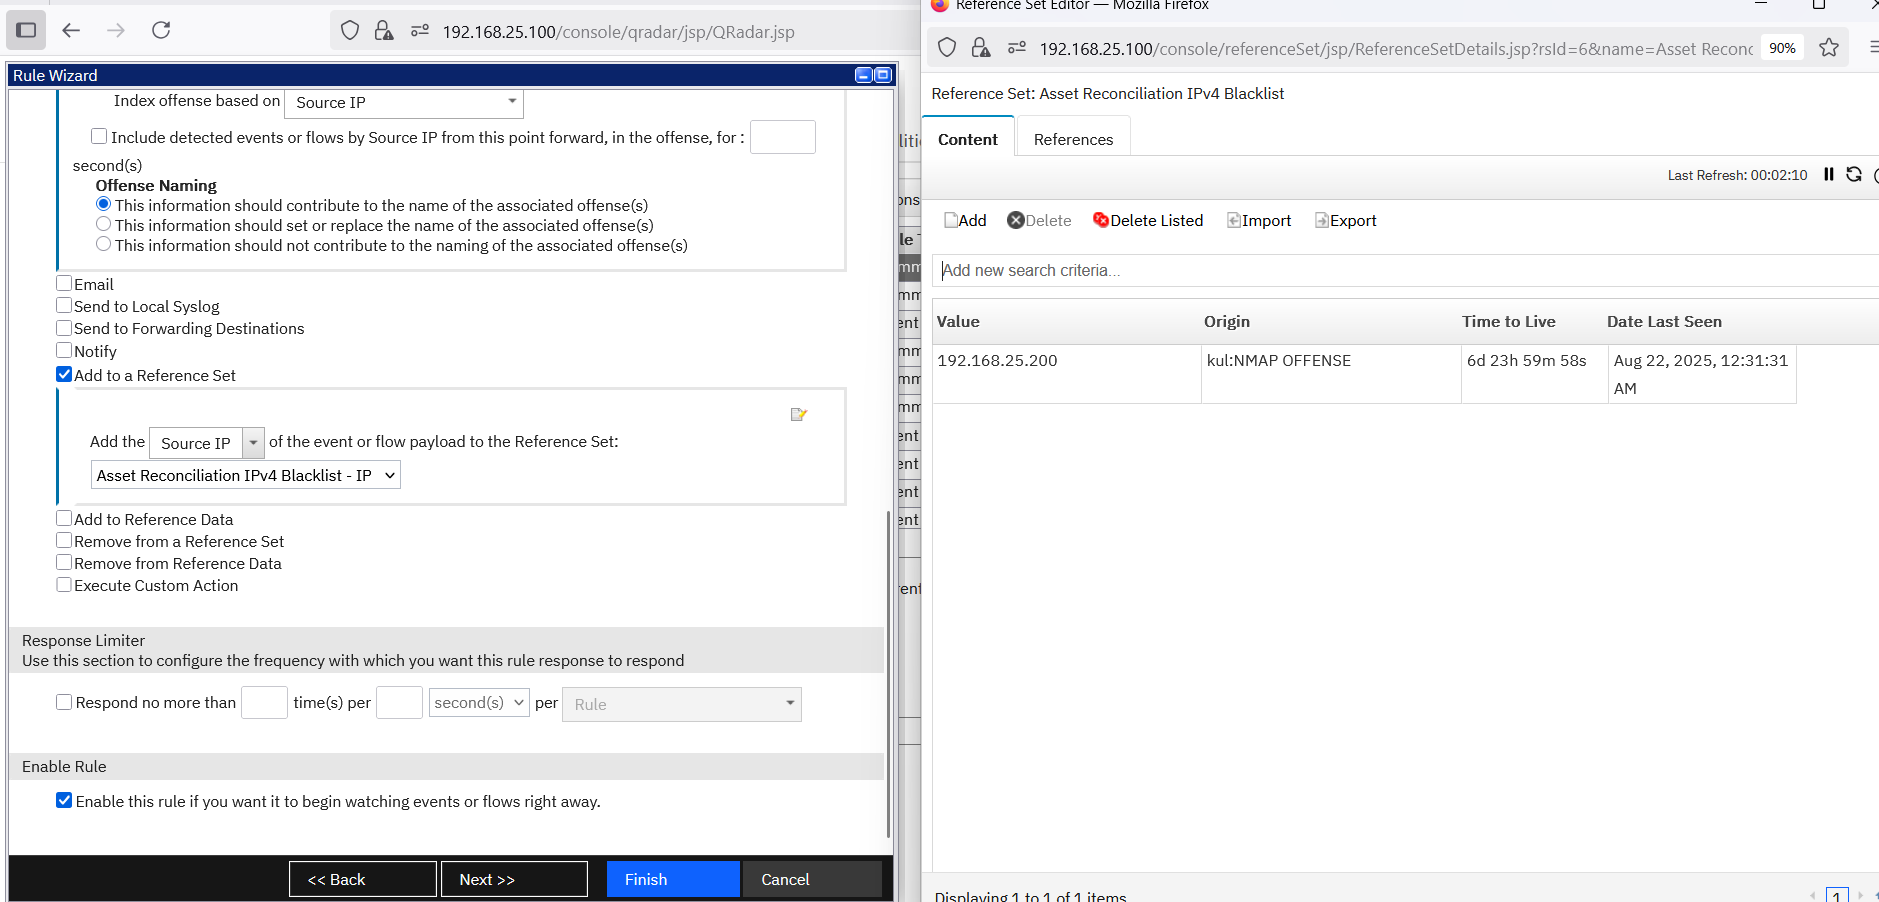 192.168.25.100/console/qradar/jsp/QRadar.jsp
Rule Wizard
Index offense based on Source IP
Include detected events or flows by Source IP from this point forward, in the offense, for :
second(s)
Offense Naming
This information should contribute to the name of the associated offense(s)
This information should set or replace the name of the associated offense(s)
This information should not contribute to the naming of the associated offense(s)
Email
Send to Local Syslog
Send to Forwarding Destinations
Notify
Add to a Reference Set
Add the Source IP of the event or flow payload to the Reference Set:
Asset Reconciliation IPv4 Blacklist - IP
Add to Reference Data
Remove from a Reference Set
Remove from Reference Data
Execute Custom Action
Response Limiter
Use this section to configure the frequency with which you want this rule response to respond
Respond no more than time(s) per second(s) per Rule
Enable Rule
Enable this rule if you want it to begin watching events or flows right away.
<< Back Next >> Finish Cancel
Reference Set Editor — Mozilla Firefox
192.168.25.100/console/referenceSet/jsp/ReferenceSetDetails.jsp?rsId=6&name=Asset Reconc 90%
Reference Set: Asset Reconciliation IPv4 Blacklist
Content References
Last Refresh: 00:02:10
Add Delete Delete Listed Import Export
Add new search criteria...
Value Origin Time to Live Date Last Seen
192.168.25.200 kul:NMAP OFFENSE 6d 23h 59m 58s Aug 22, 2025, 12:31:31
AM
Displaying 1 to 1 of 1 items
1